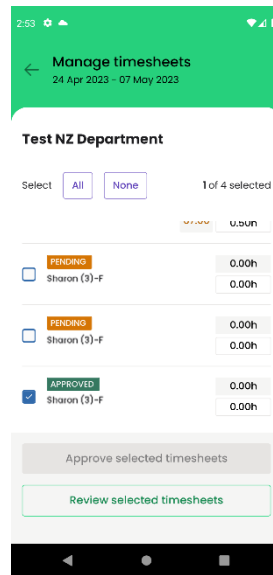 2:53
Manage timesheets
24 Apr 2023 - 07 May 2023
Test NZ Department
Select All None 1 of 4 selected
0.50h
PENDING
Sharon (3)-F
0.00h
0.00h
PENDING
Sharon (3)-F
0.00h
0.00h
APPROVED
Sharon (3)-F
0.00h
0.00h
Approve selected timesheets
Review selected timesheets